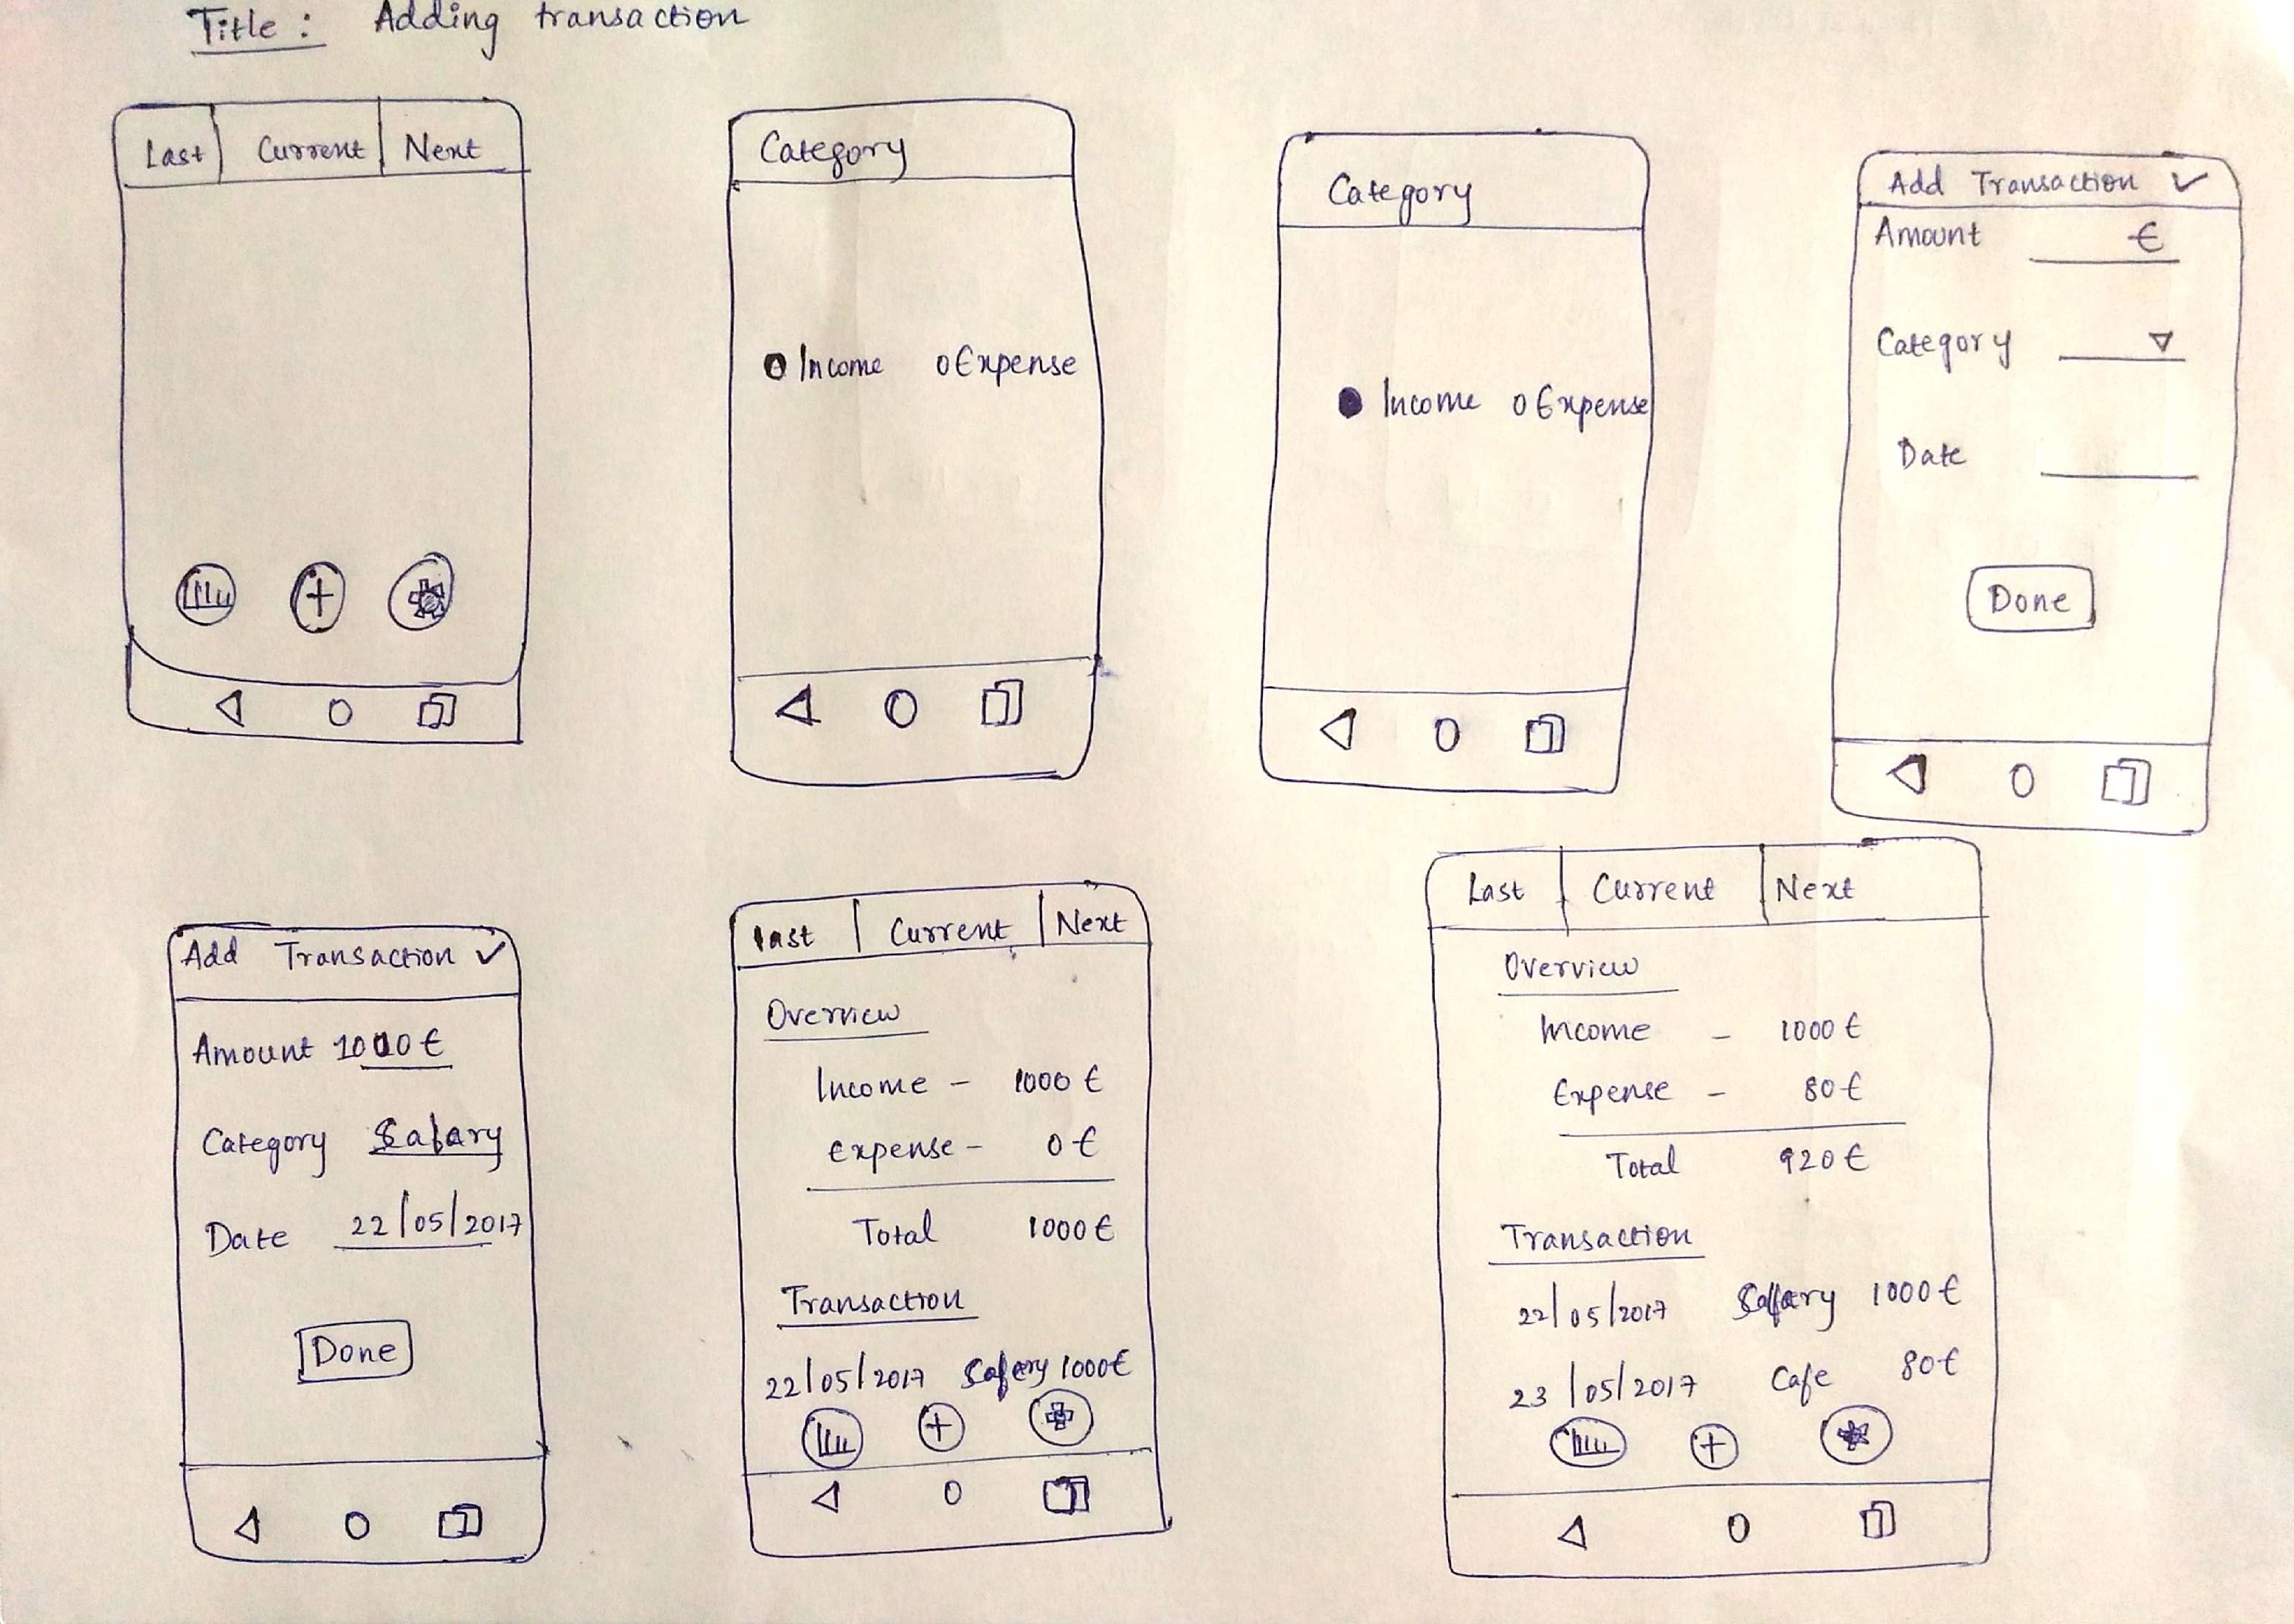 Title : Adding transaction
Last Current Next
Category
Income Expense
Category
Income Expense
Add Transaction ✓
Amount €
Category
Date
Done
Add Transaction ✓
Amount 1000€
Category Salary
Date 22/05/2017
Done
Last Current Next
Overview
Income - 1000€
Expense - 0€
Total 1000€
Transaction
22/05/2017 Salary 1000€
Last Current Next
Overview
Income - 1000€
Expense - 80€
Total 920€
Transaction
22/05/2017 Salary 1000€
23/05/2017 Cafe 80€